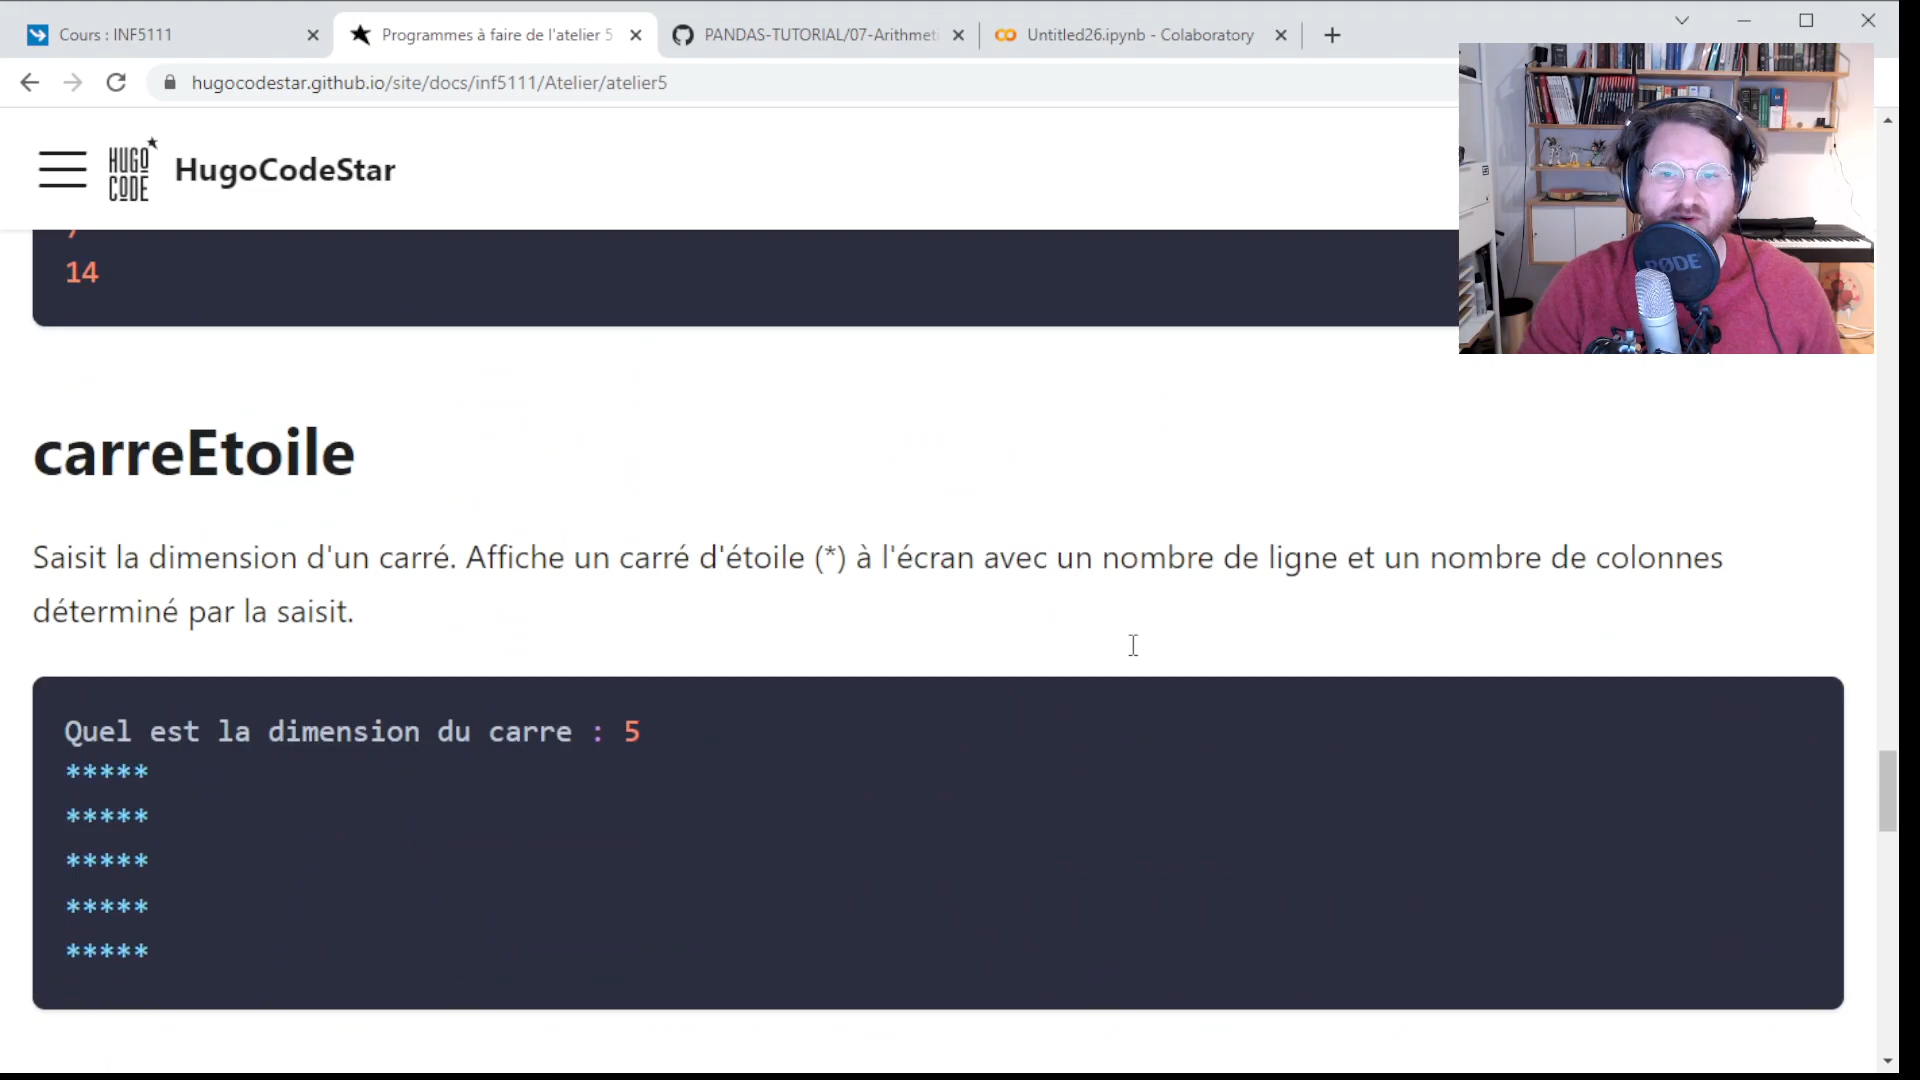 Cours : INF5111
Programmes à faire de l'atelier 5
PANDAS-TUTORIAL/07-Arithmeti
Untitled26.ipynb - Colaboratory
hugocodestar.github.io/site/docs/inf5111/Atelier/atelier5
HUGO
CODE
HugoCodeStar
7
14
carreEtoile
Saisit la dimension d'un carré. Affiche un carré d'étoile (*) à l'écran avec un nombre de ligne et un nombre de colonnes
déterminé par la saisit.
Quel est la dimension du carre : 5
*****
*****
*****
*****
*****
RØDE